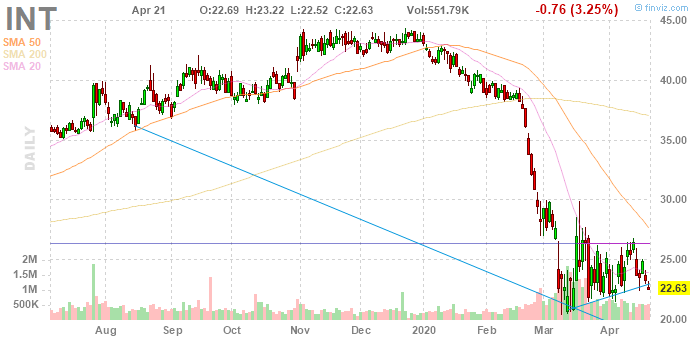 INT Apr 21 O:22.69 H:23.22 L:22.52 C:22.63 Vol:551.79K -0.76 (3.25%) © finviz.com
SMA 50
SMA 200
SMA 20
DAILY
45.00
40.00
35.00
30.00
25.00
22.63
20.00
2M
1.5M
1M
500K
Aug Sep Oct Nov Dec 2020 Feb Mar Apr